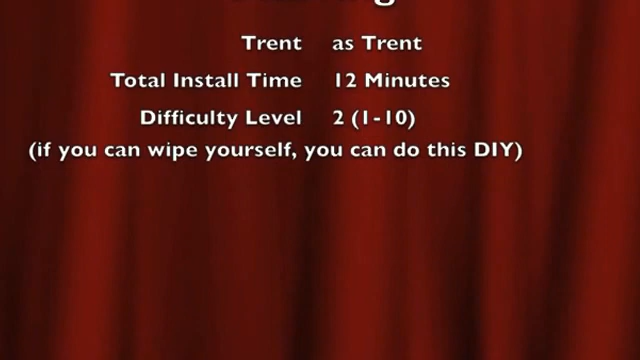 Trent as Trent
Total Install Time 12 Minutes
Difficulty Level 2 (1-10)
(if you can wipe yourself, you can do this DIY)